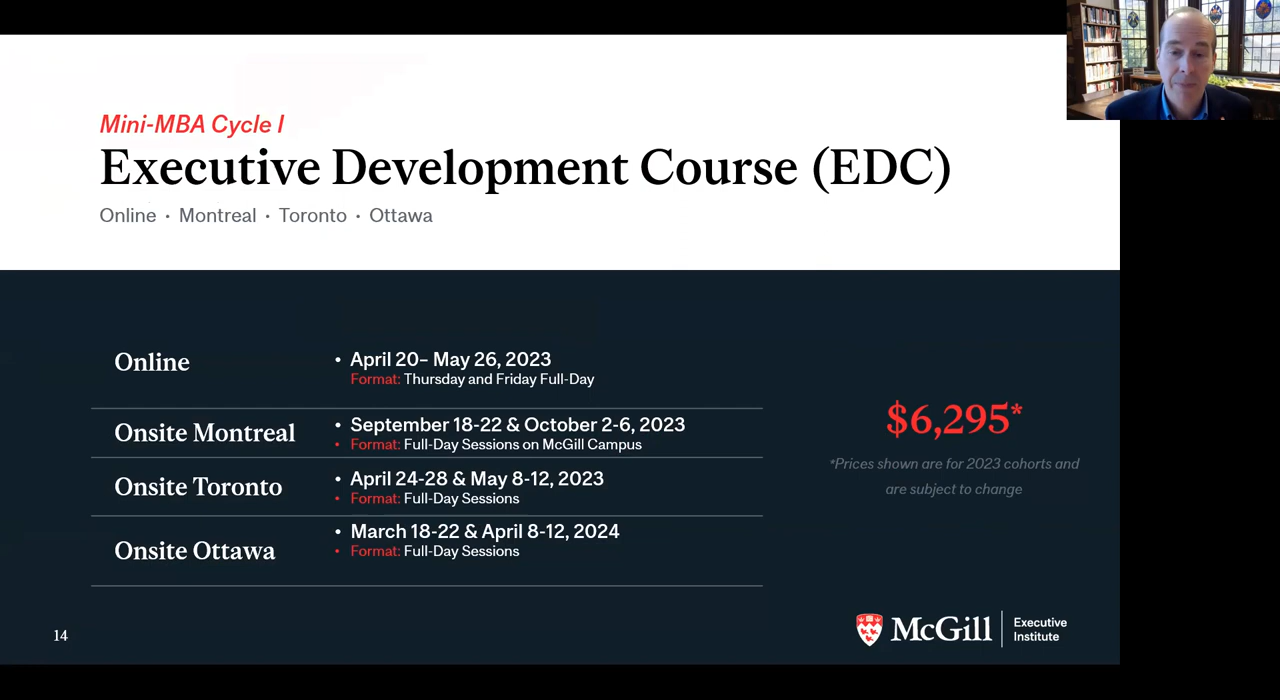 Mini-MBA Cycle I
Executive Development Course (EDC)
Online · Montreal · Toronto · Ottawa
Online
• April 20– May 26, 2023
Format: Thursday and Friday Full-Day
Onsite Montreal
• September 18-22 & October 2-6, 2023
• Format: Full-Day Sessions on McGill Campus
Onsite Toronto
• April 24-28 & May 8-12, 2023
• Format: Full-Day Sessions
Onsite Ottawa
• March 18-22 & April 8-12, 2024
• Format: Full-Day Sessions
$6,295*
*Prices shown are for 2023 cohorts and
are subject to change
14
McGill
Executive
Institute